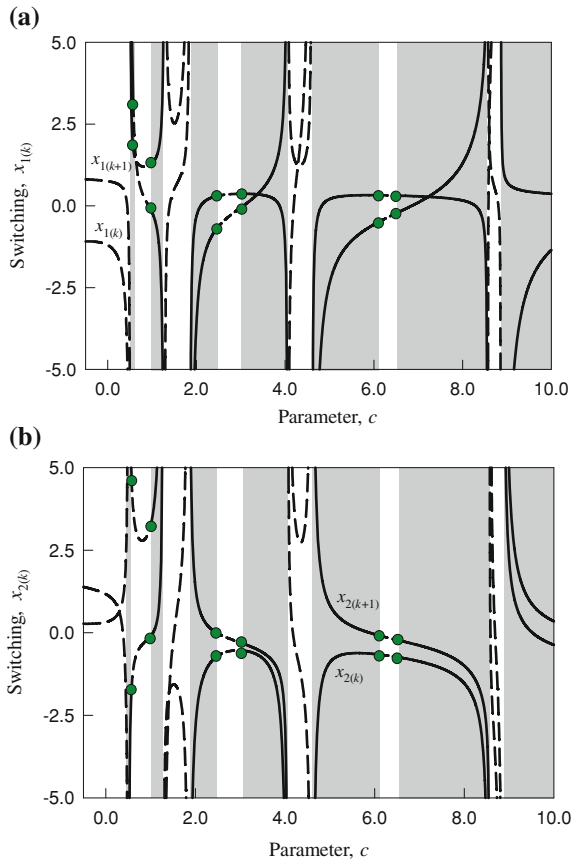 (a)
5.0
2.5
0.0
-2.5
-5.0
Switching, x1(k)
x1(k+1)
x1(k)
0.0 2.0 4.0 6.0 8.0 10.0
Parameter, c
(b)
5.0
2.5
0.0
-2.5
-5.0
Switching, x2(k)
x2(k+1)
x2(k)
0.0 2.0 4.0 6.0 8.0 10.0
Parameter, c